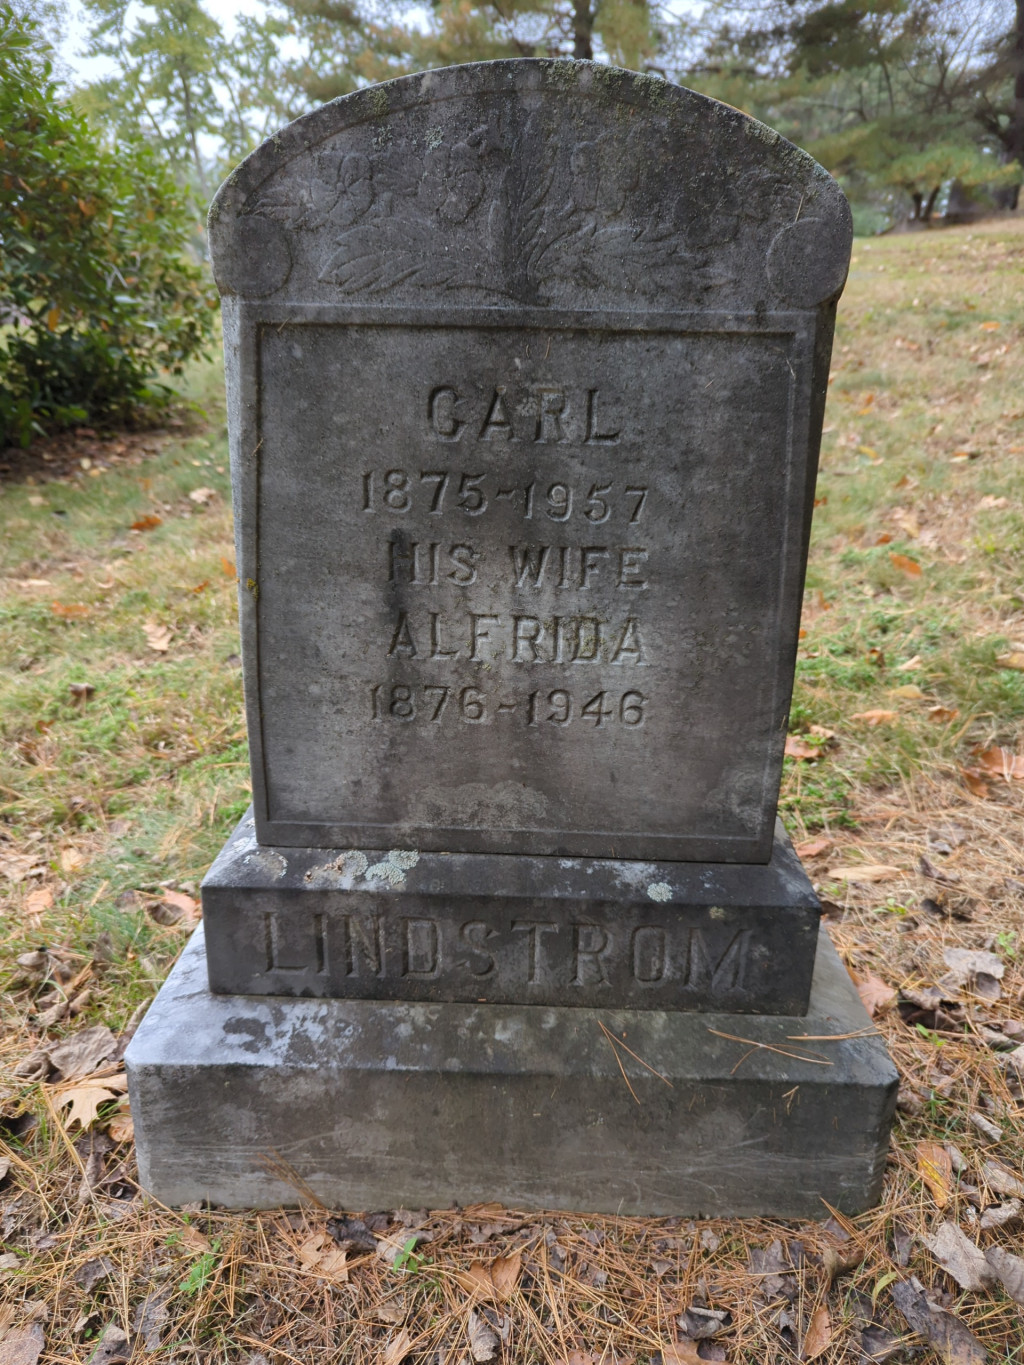 CARL
1875-1957
HIS WIFE
ALFRIDA
1876-1946
LINDSTROM